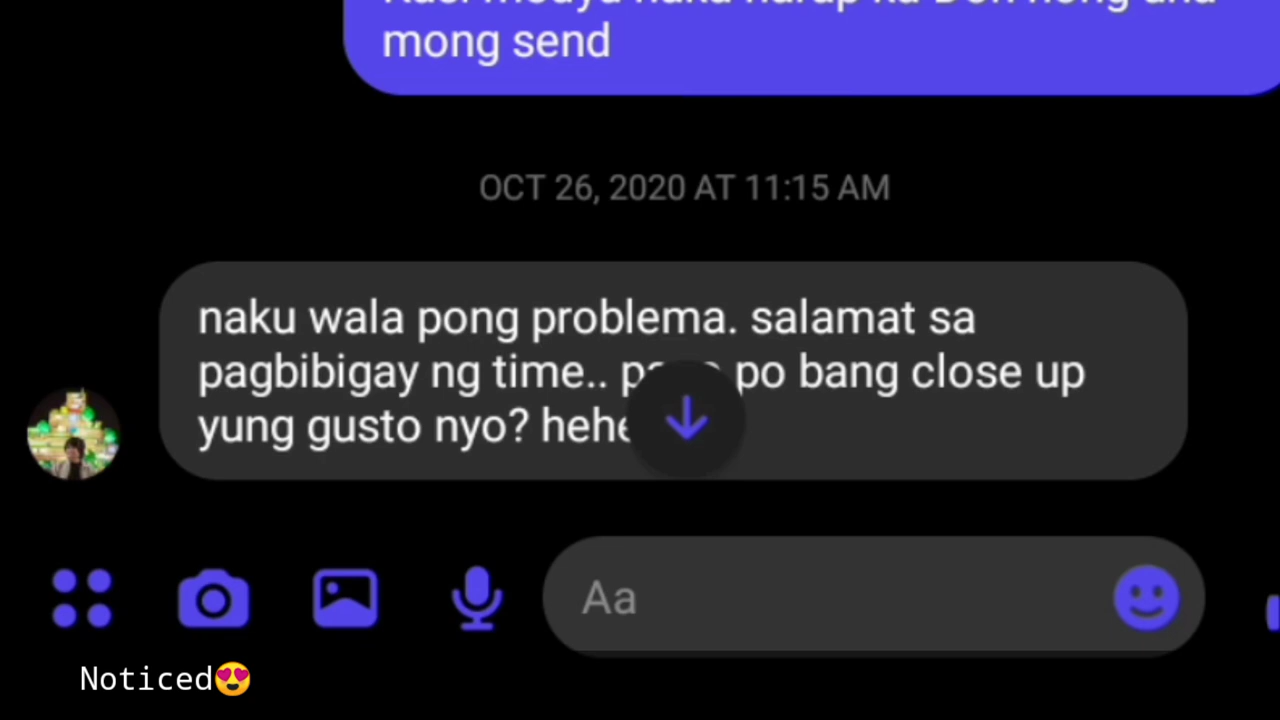 mong send
OCT 26, 2020 AT 11:15 AM
naku wala pong problema. salamat sa
pagbibigay ng time.. po bang close up
yung gusto nyo? hehe
Aa
Noticed😍